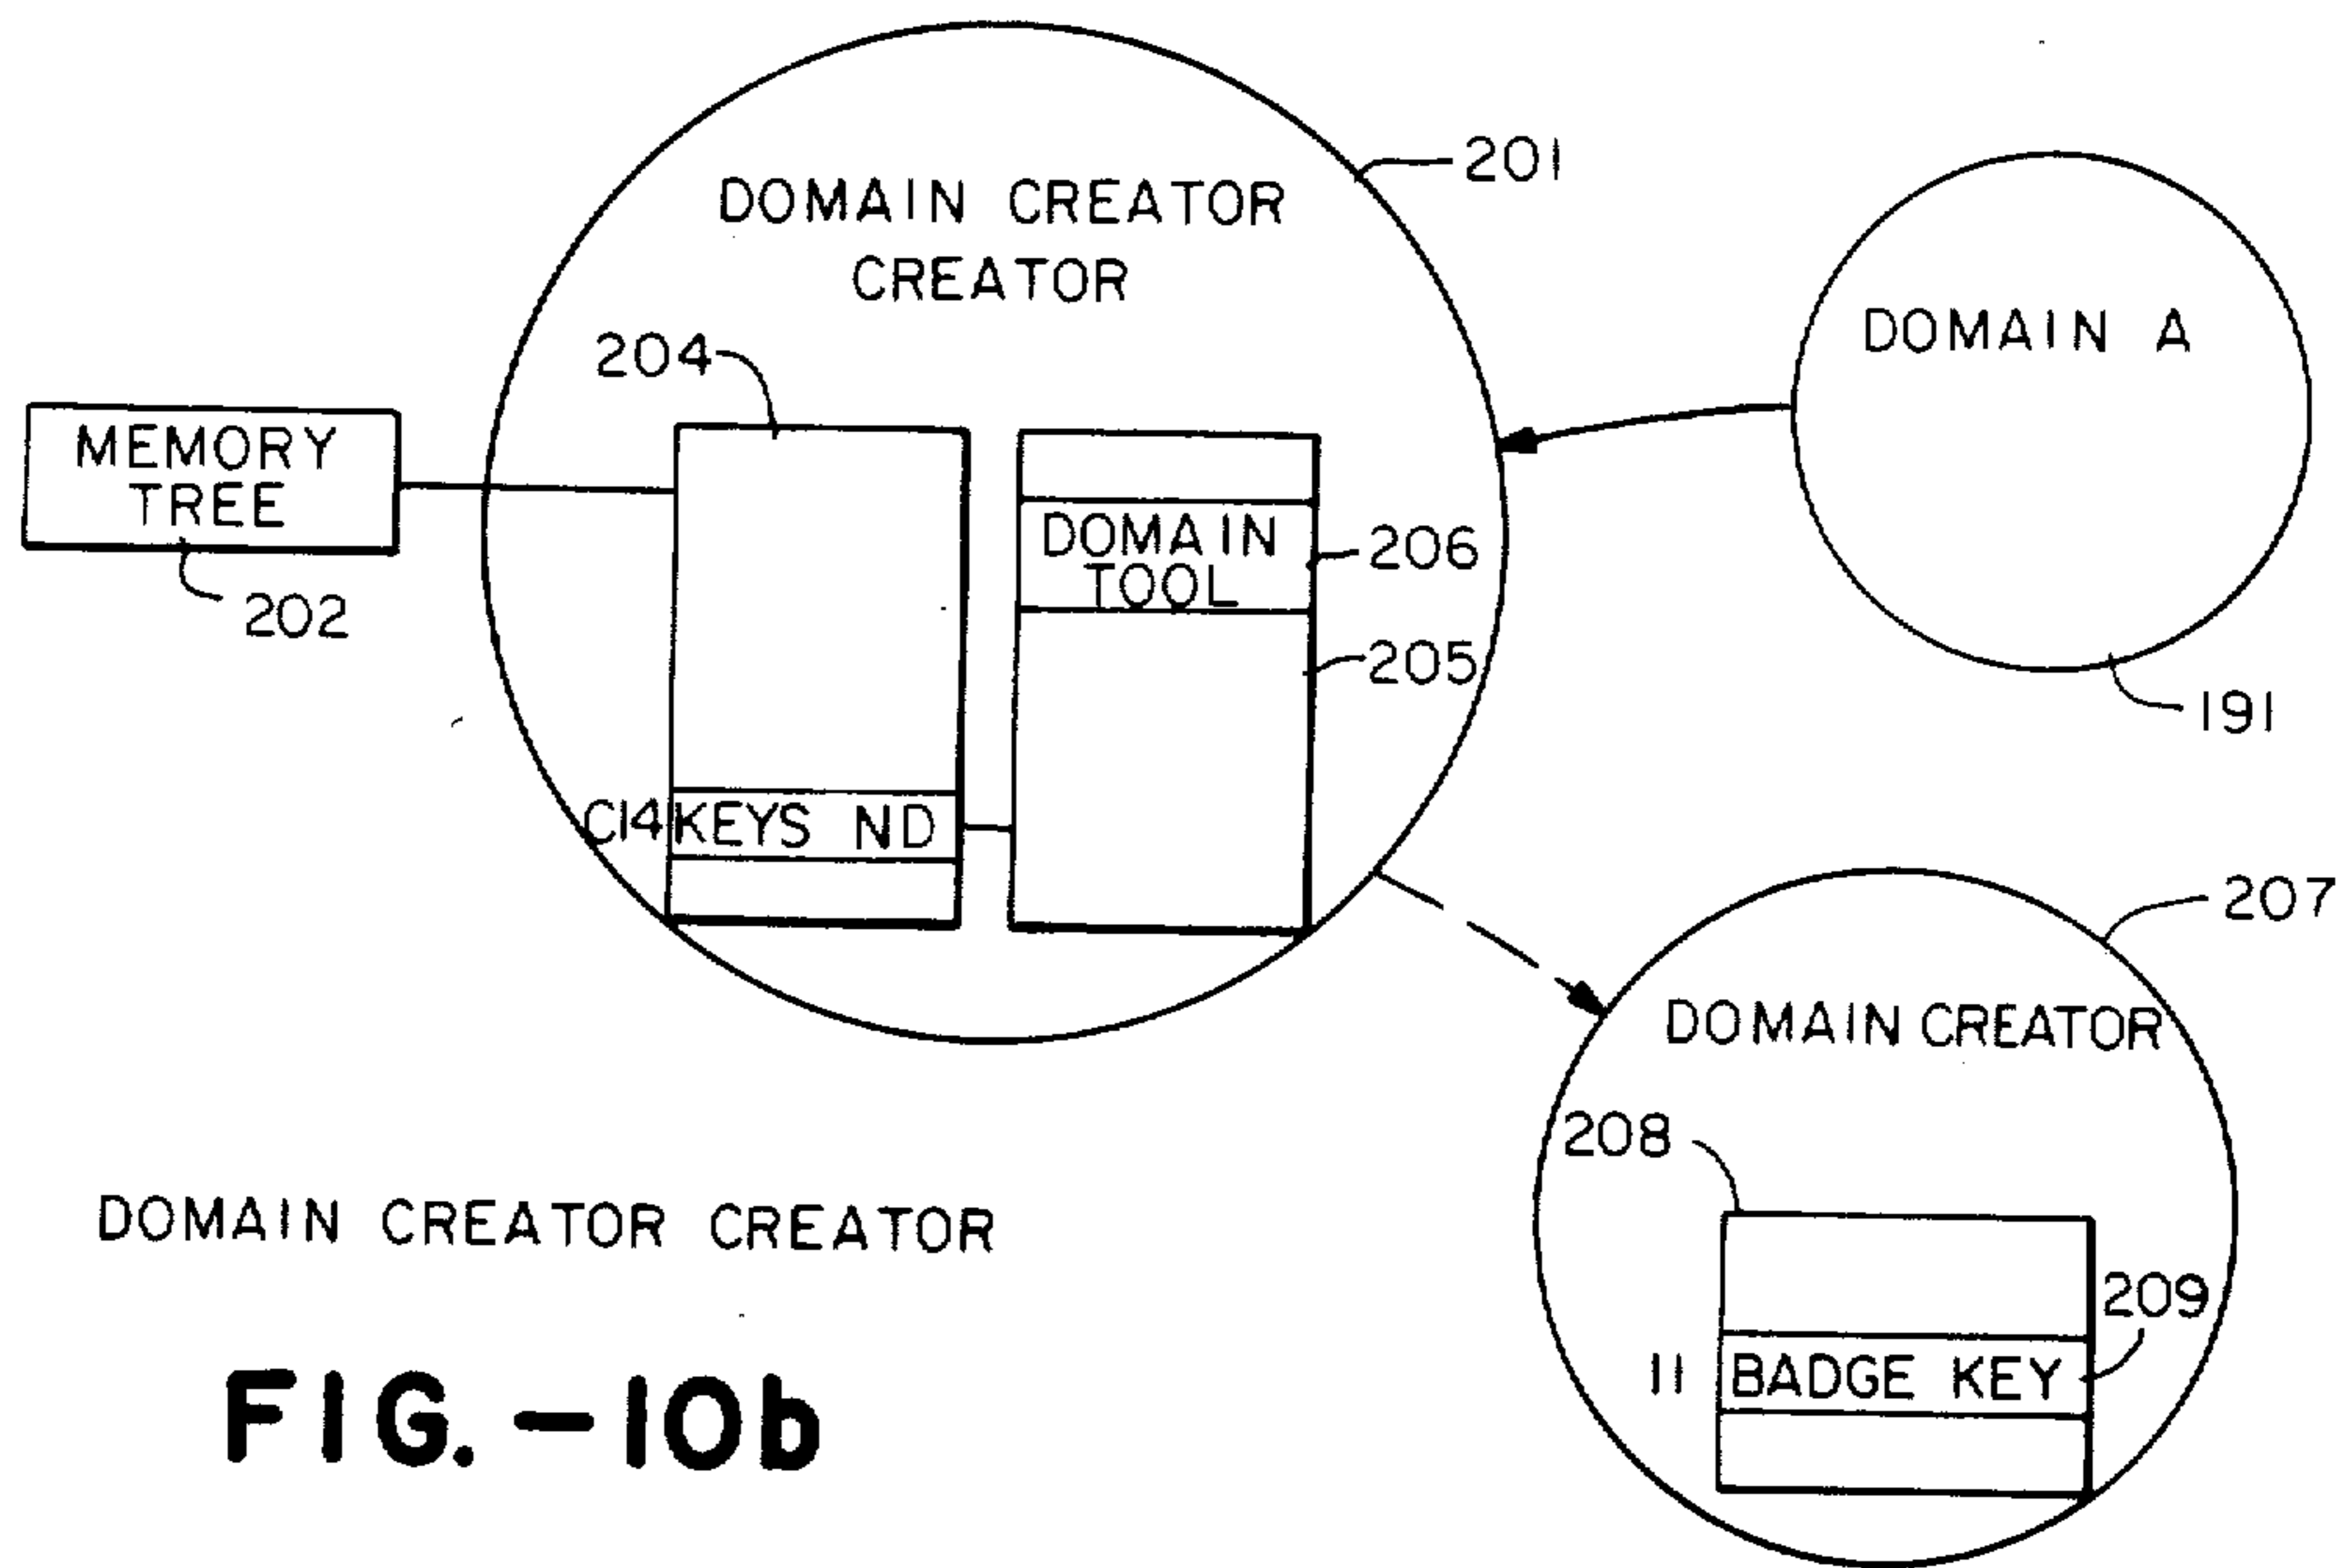 201
DOMAIN CREATOR
CREATOR
DOMAIN A
204
MEMORY
TREE
DOMAIN
TOOL
206
202
205
191
C14 KEYS ND
207
DOMAIN CREATOR
208
DOMAIN CREATOR CREATOR
209
11 BADGE KEY
FIG.-10b